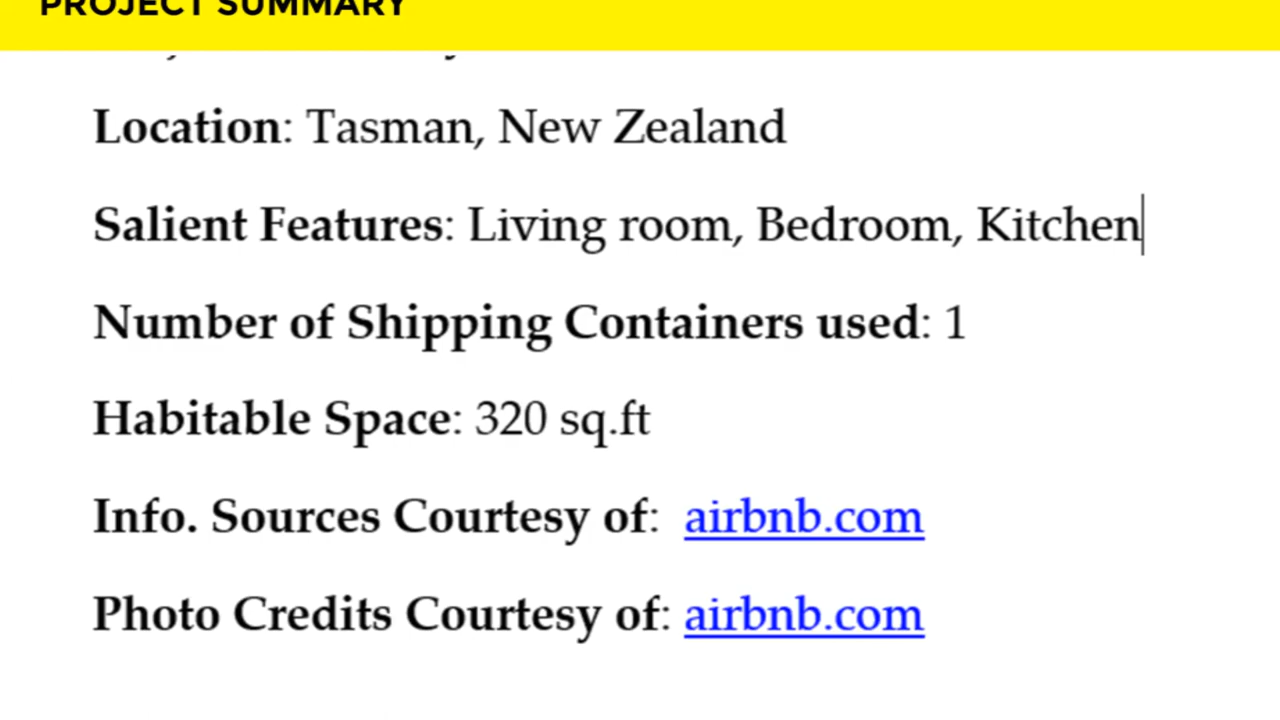 PROJECT SUMMARY
Location: Tasman, New Zealand
Salient Features: Living room, Bedroom, Kitchen
Number of Shipping Containers used: 1
Habitable Space: 320 sq.ft
Info. Sources Courtesy of: airbnb.com
Photo Credits Courtesy of: airbnb.com